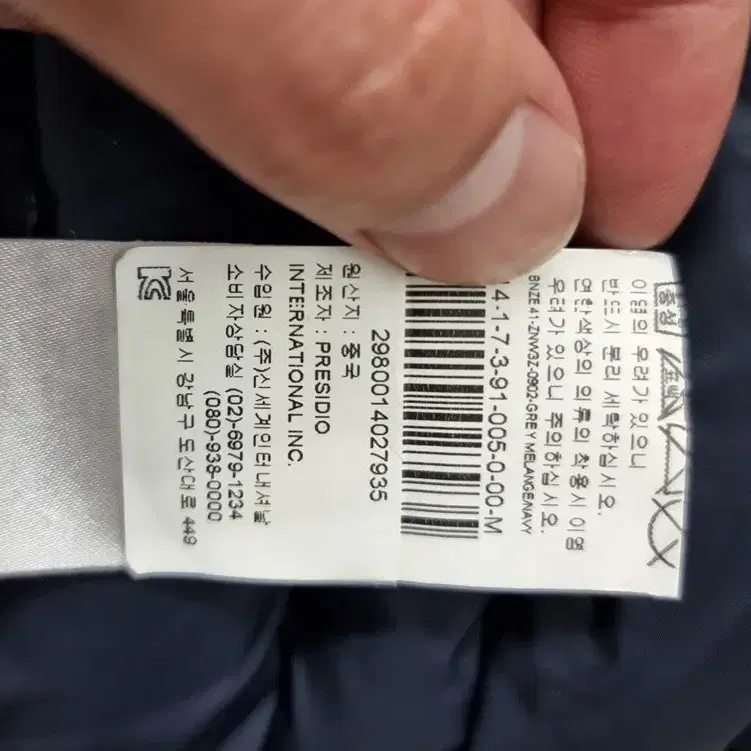 중성
이염의 우려가 있으니
반드시 분리 세탁하십시오.
연한색상의 의류의 착용시 이염
우려가 있으니 주의하십시오.
BNZE41-ZNW3Z-0902-GREY MELANGE/NAVY
4-1-7-3-91-005-0-00-M
2980014027935
원산지 : 중국
제조자 : PRESIDIO
INTERNATIONAL INC.
수입원 : (주)신세계인터내셔날
소비자상담실 (02)-6979-1234
(080)-938-0000
서울특별시 강남구 도산대로 449